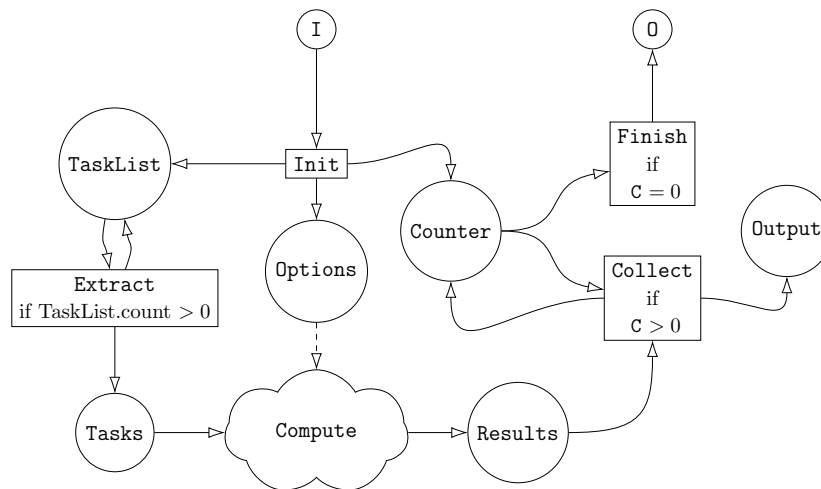 I
O
Finish
if
C = 0
TaskList
Init
Counter
Output
Options
Extract
if TaskList.count > 0
Collect
if
C > 0
Tasks
Compute
Results